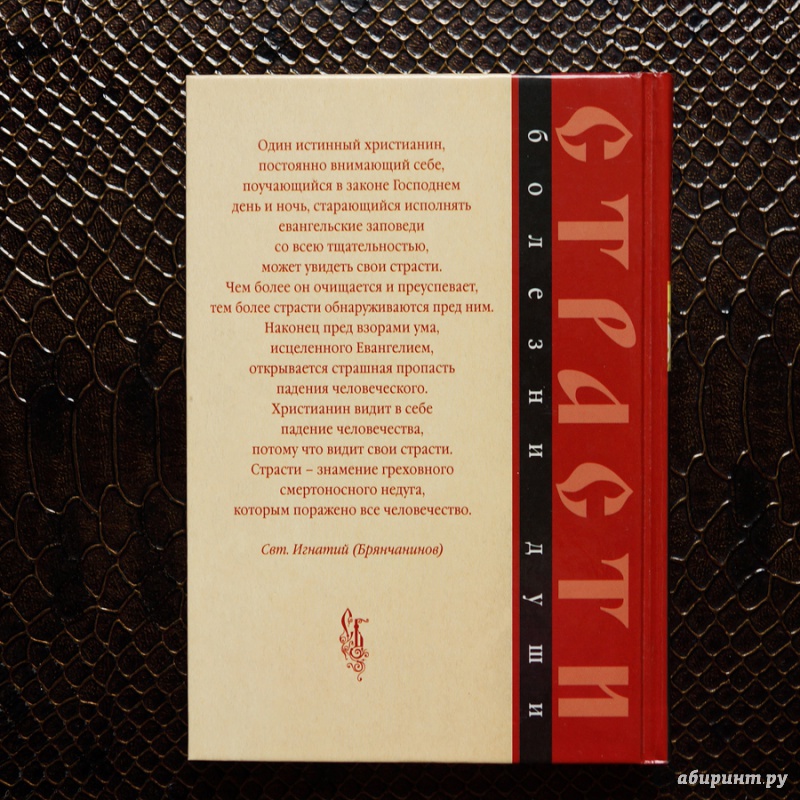 Один истинный христианин,
постоянно внимающий себе,
поучающийся в законе Господнем
день и ночь, старающийся исполнять
евангельские заповеди
со всею тщательностью,
может увидеть свои страсти.
Чем более он очищается и преуспевает,
тем более страсти обнаруживаются пред ним.
Наконец пред взорами ума,
исцеленного Евангелием,
открывается страшная пропасть
падения человеческого.
Христианин видит в себе
падение человечества,
потому что видит свои страсти.
Страсти – знамение греховного
смертоносного недуга,
которым поражено все человечество.
Свт. Игнатий (Брянчанинов)
СБ
болезни души
СТРАСТИ
абиринт.ру